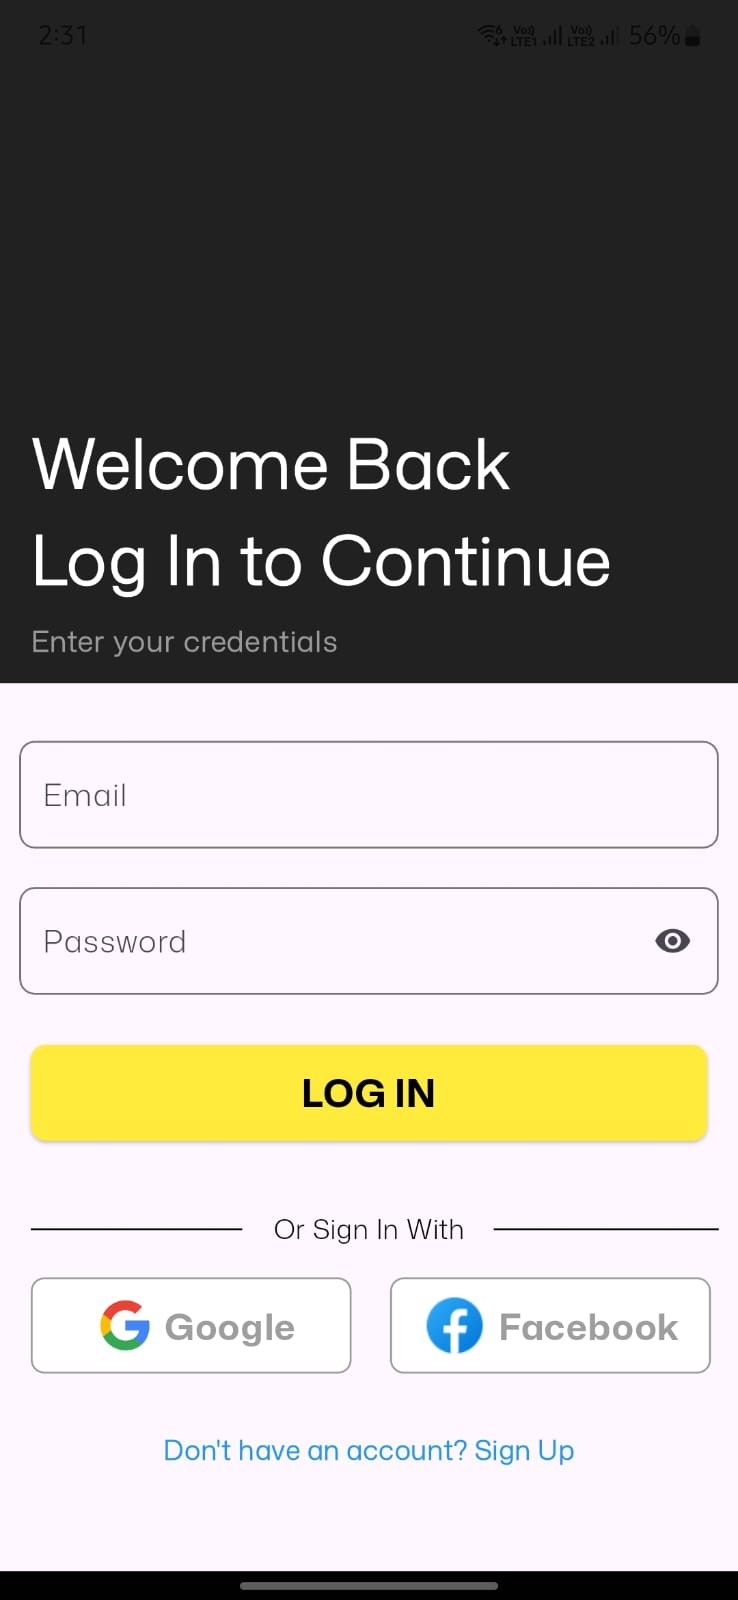 2:31
6 Vo)) LTE1 Vo)) LTE2 56%
Welcome Back
Log In to Continue
Enter your credentials
Email
Password
LOG IN
Or Sign In With
Google
Facebook
Don't have an account? Sign Up